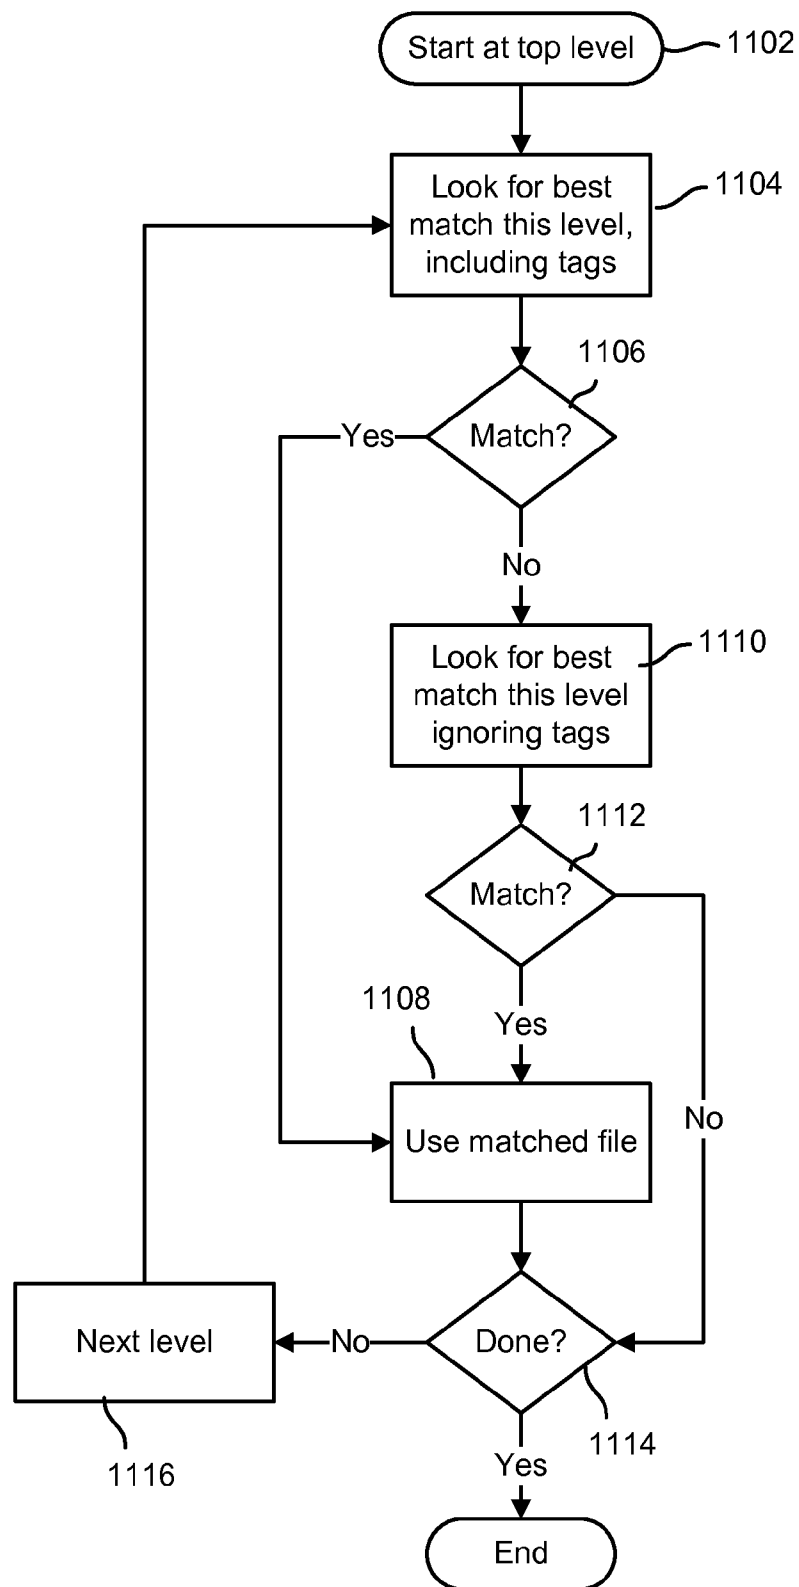 Start at top level
1102
Look for best
match this level,
including tags
1104
1106
Match?
Yes
No
Look for best
match this level
ignoring tags
1110
1112
Match?
1108
Yes
No
Use matched file
Next level
No
Done?
1116
1114
Yes
End